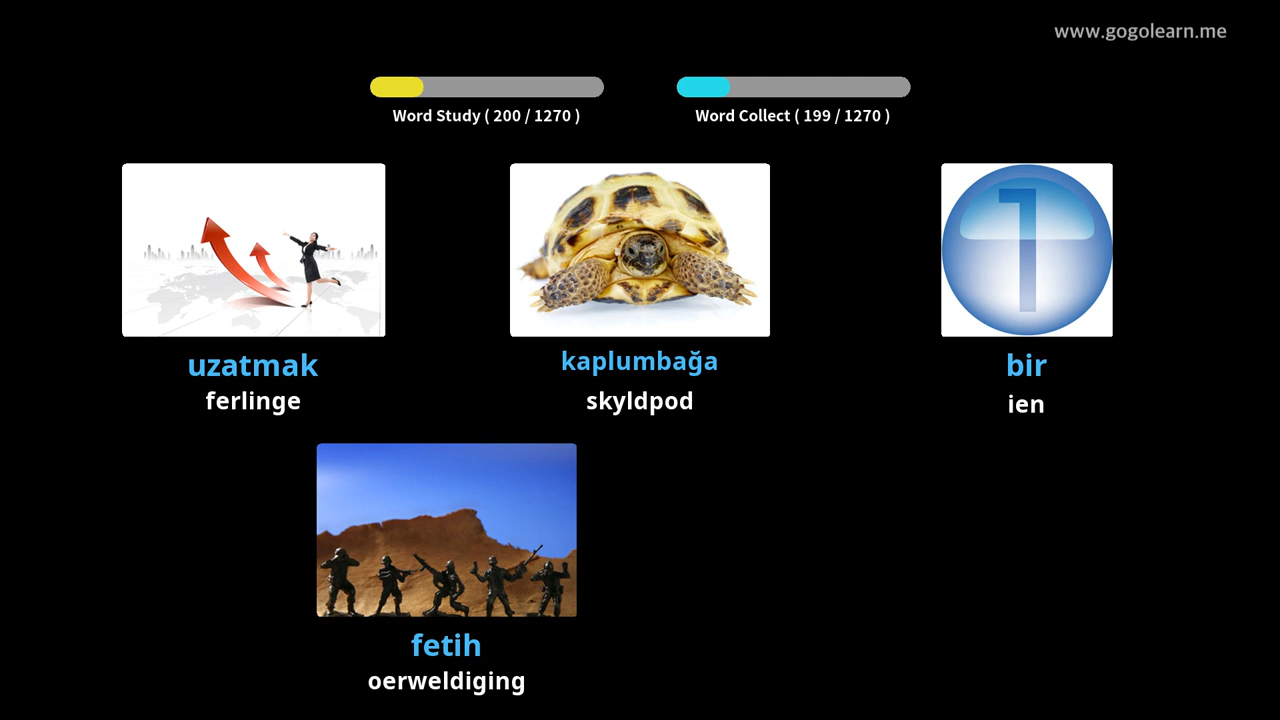 www.gogolearn.me
Word Study ( 200 / 1270 )
Word Collect ( 199 / 1270 )
uzatmak
ferlinge
kaplumbağa
skyldpod
bir
ien
1
fetih
oerweldiging